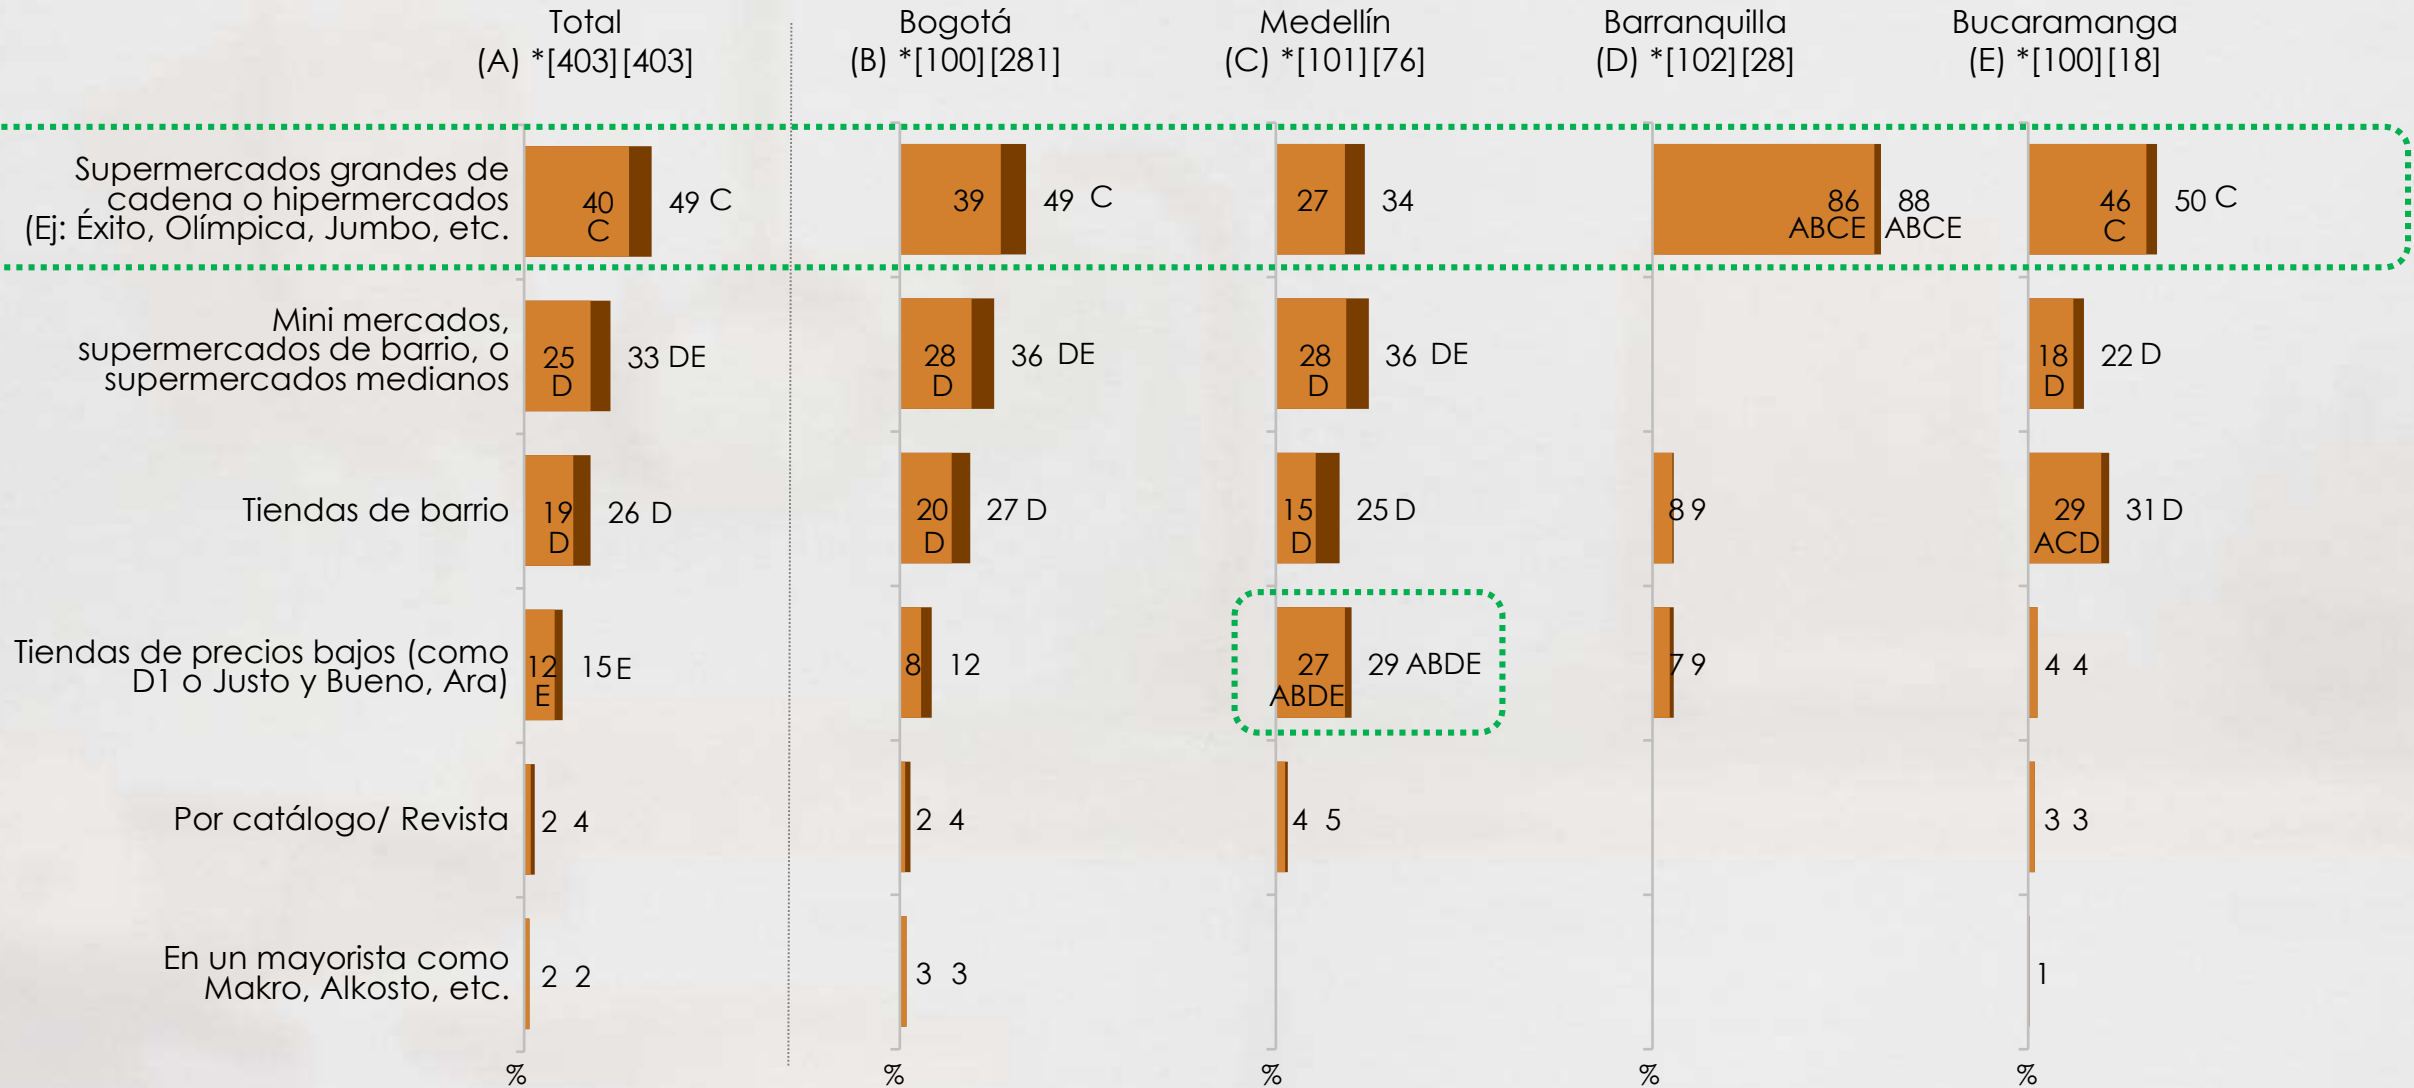 Total
(A) *[403][403]
Bogotá
(B) *[100][281]
Medellín
(C) *[101][76]
Barranquilla
(D) *[102][28]
Bucaramanga
(E) *[100][18]
Supermercados grandes de
cadena o hipermercados
(Ej: Éxito, Olímpica, Jumbo, etc.
40
C
49 C
39
49 C
27
34
86
ABCE
88
ABCE
46
C
50 C
Mini mercados,
supermercados de barrio, o
supermercados medianos
25
D
33 DE
28
D
36 DE
28
D
36 DE
18
D
22 D
Tiendas de barrio
19
D
26 D
20
D
27 D
15
D
25 D
8 9
29
ACD
31 D
Tiendas de precios bajos (como
D1 o Justo y Bueno, Ara)
12
E
15 E
8
12
27
ABDE
29 ABDE
7 9
4 4
Por catálogo/ Revista
2 4
2 4
4 5
3 3
En un mayorista como
Makro, Alkosto, etc.
2 2
3 3
1
%
%
%
%
%